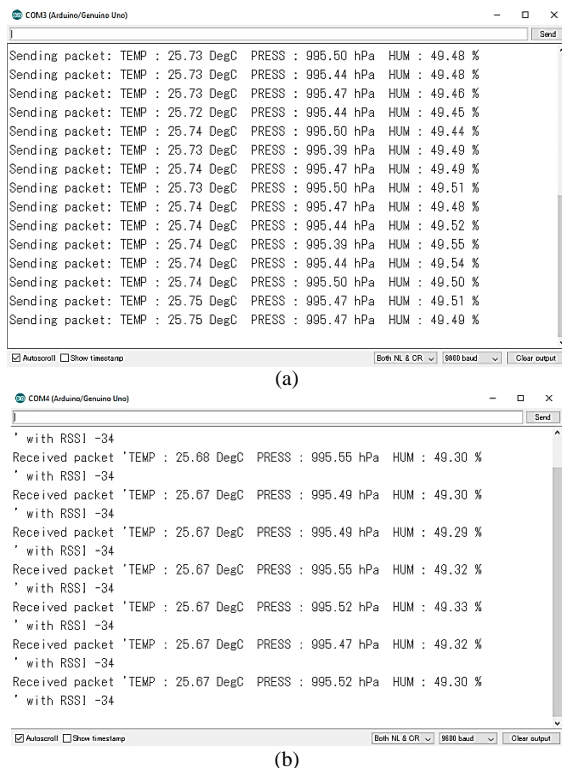 COM3 (Arduino/Genuino Uno)
Send
Sending packet: TEMP : 25.73 DegC PRESS : 995.50 hPa HUM : 49.48 %
Sending packet: TEMP : 25.73 DegC PRESS : 995.44 hPa HUM : 49.48 %
Sending packet: TEMP : 25.73 DegC PRESS : 995.47 hPa HUM : 49.46 %
Sending packet: TEMP : 25.72 DegC PRESS : 995.44 hPa HUM : 49.45 %
Sending packet: TEMP : 25.74 DegC PRESS : 995.50 hPa HUM : 49.44 %
Sending packet: TEMP : 25.73 DegC PRESS : 995.39 hPa HUM : 49.49 %
Sending packet: TEMP : 25.74 DegC PRESS : 995.47 hPa HUM : 49.49 %
Sending packet: TEMP : 25.73 DegC PRESS : 995.50 hPa HUM : 49.51 %
Sending packet: TEMP : 25.74 DegC PRESS : 995.47 hPa HUM : 49.48 %
Sending packet: TEMP : 25.74 DegC PRESS : 995.44 hPa HUM : 49.52 %
Sending packet: TEMP : 25.74 DegC PRESS : 995.39 hPa HUM : 49.55 %
Sending packet: TEMP : 25.74 DegC PRESS : 995.44 hPa HUM : 49.54 %
Sending packet: TEMP : 25.74 DegC PRESS : 995.50 hPa HUM : 49.50 %
Sending packet: TEMP : 25.75 DegC PRESS : 995.47 hPa HUM : 49.51 %
Sending packet: TEMP : 25.75 DegC PRESS : 995.47 hPa HUM : 49.49 %
Autoscroll Show timestamp Both NL & CR 9600 baud Clear output
(a)
COM4 (Arduino/Genuino Uno)
Send
' with RSSI -34
Received packet 'TEMP : 25.68 DegC PRESS : 995.55 hPa HUM : 49.30 %
' with RSSI -34
Received packet 'TEMP : 25.67 DegC PRESS : 995.49 hPa HUM : 49.30 %
' with RSSI -34
Received packet 'TEMP : 25.67 DegC PRESS : 995.49 hPa HUM : 49.29 %
' with RSSI -34
Received packet 'TEMP : 25.67 DegC PRESS : 995.55 hPa HUM : 49.32 %
' with RSSI -34
Received packet 'TEMP : 25.67 DegC PRESS : 995.52 hPa HUM : 49.33 %
' with RSSI -34
Received packet 'TEMP : 25.67 DegC PRESS : 995.47 hPa HUM : 49.32 %
' with RSSI -34
Received packet 'TEMP : 25.67 DegC PRESS : 995.52 hPa HUM : 49.30 %
' with RSSI -34
Autoscroll Show timestamp Both NL & CR 9600 baud Clear output
(b)